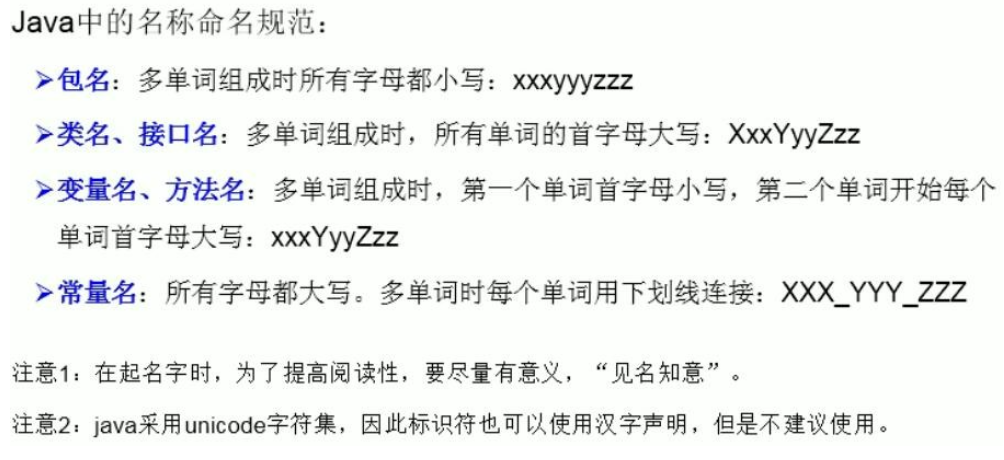 Java中的名称命名规范：
➢包名：多单词组成时所有字母都小写：xxxyyyzzz
➢类名、接口名：多单词组成时，所有单词的首字母大写：XxxYyyZzz
➢变量名、方法名：多单词组成时，第一个单词首字母小写，第二个单词开始每个
单词首字母大写：xxxYyyZzz
➢常量名：所有字母都大写。多单词时每个单词用下划线连接：XXX_YYY_ZZZ
注意1：在起名字时，为了提高阅读性，要尽量有意义，“见名知意”。
注意2：java采用unicode字符集，因此标识符也可以使用汉字声明，但是不建议使用。